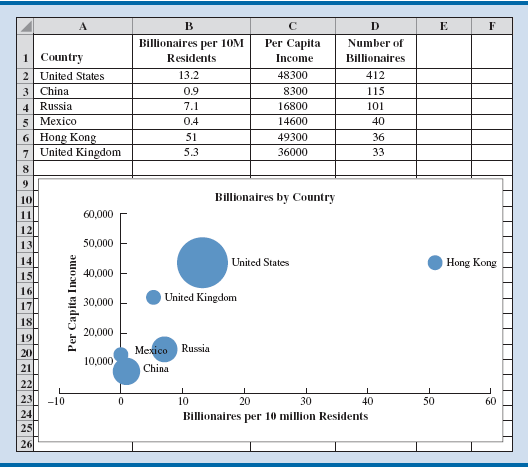 A B C D E F
Billionaires per 10M Per Capita Number of
1 Country Residents Income Billionaires
2 United States 13.2 48300 412
3 China 0.9 8300 115
4 Russia 7.1 16800 101
5 Mexico 0.4 14600 40
6 Hong Kong 51 49300 36
7 United Kingdom 5.3 36000 33
8
9
10
11
12
13
14
15
16
17
18
19
20
21
22
23
24
25
26
Billionaires by Country
Per Capita Income
60,000
50,000
40,000
30,000
20,000
10,000
United States
Hong Kong
United Kingdom
Mexico
Russia
China
–10 0 10 20 30 40 50 60
Billionaires per 10 million Residents